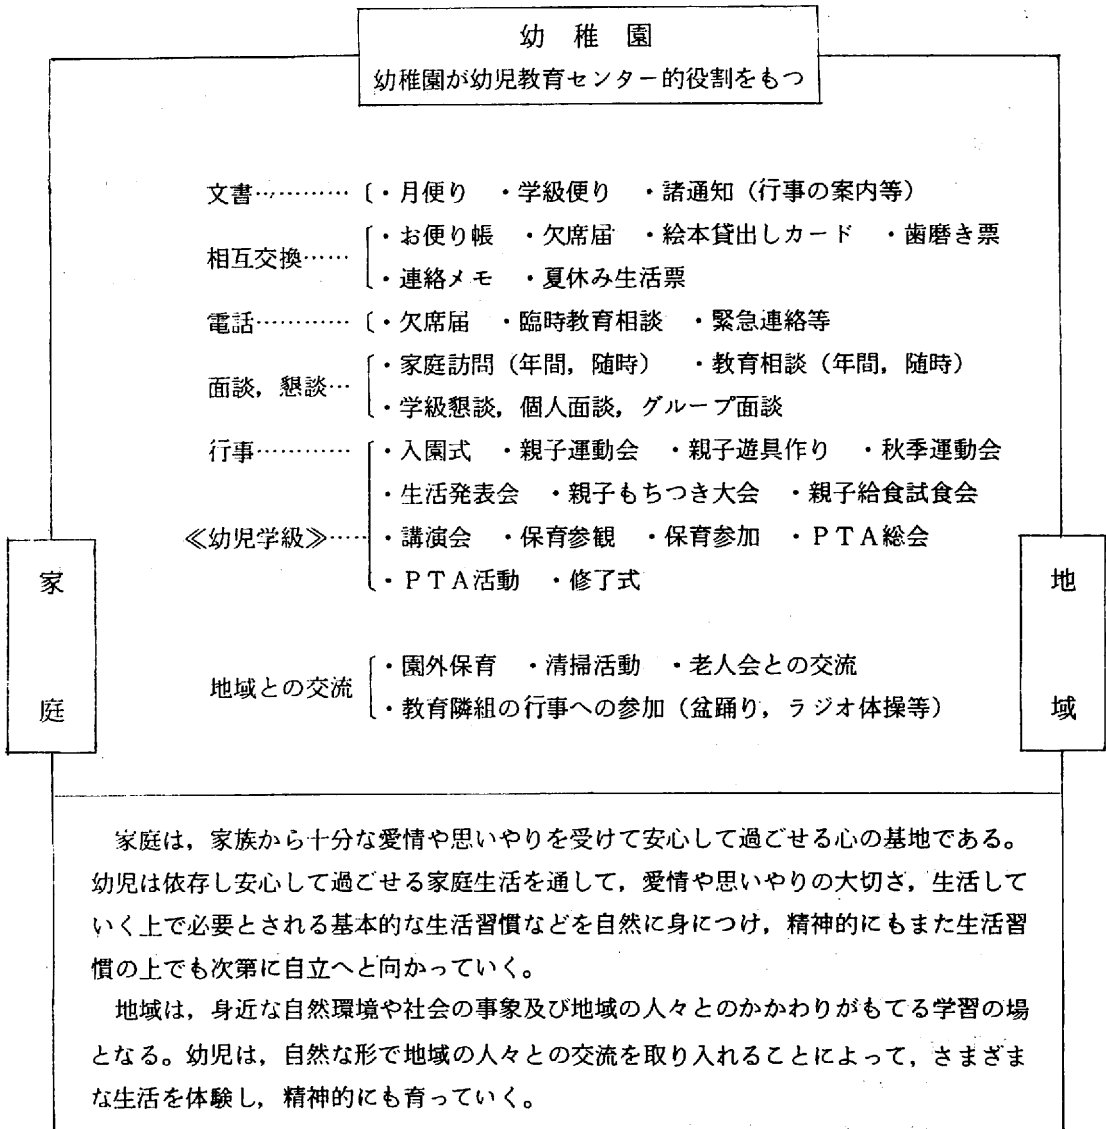 幼稚園
幼稚園が幼児教育センター的役割をもつ
文書………… 〔・月便り ・学級便り ・諸通知（行事の案内等）
相互交換…… ・お便り帳 ・欠席届 ・絵本貸出しカード ・歯磨き票
・連絡メモ ・夏休み生活票
電話………… 〔・欠席届 ・臨時教育相談 ・緊急連絡等
面談，懇談… ・家庭訪問（年間，随時） ・教育相談（年間，随時）
・学級懇談，個人面談，グループ面談
行事………… ・入園式 ・親子運動会 ・親子遊具作り ・秋季運動会
・生活発表会 ・親子もちつき大会 ・親子給食試食会
≪幼児学級≫…… ・講演会 ・保育参観 ・保育参加 ・ＰＴＡ総会
・ＰＴＡ活動 ・修了式
家庭
地域
地域との交流 ・園外保育 ・清掃活動 ・老人会との交流
・教育隣組の行事への参加（盆踊り，ラジオ体操等）
家庭は，家族から十分な愛情や思いやりを受けて安心して過ごせる心の基地である。
幼児は依存し安心して過ごせる家庭生活を通して，愛情や思いやりの大切さ，生活して
いく上で必要とされる基本的な生活習慣などを自然に身につけ，精神的にもまた生活習
慣の上でも次第に自立へと向かっていく。
地域は，身近な自然環境や社会の事象及び地域の人々とのかかわりがもてる学習の場
となる。幼児は，自然な形で地域の人々との交流を取り入れることによって，さまざま
な生活を体験し，精神的にも育っていく。